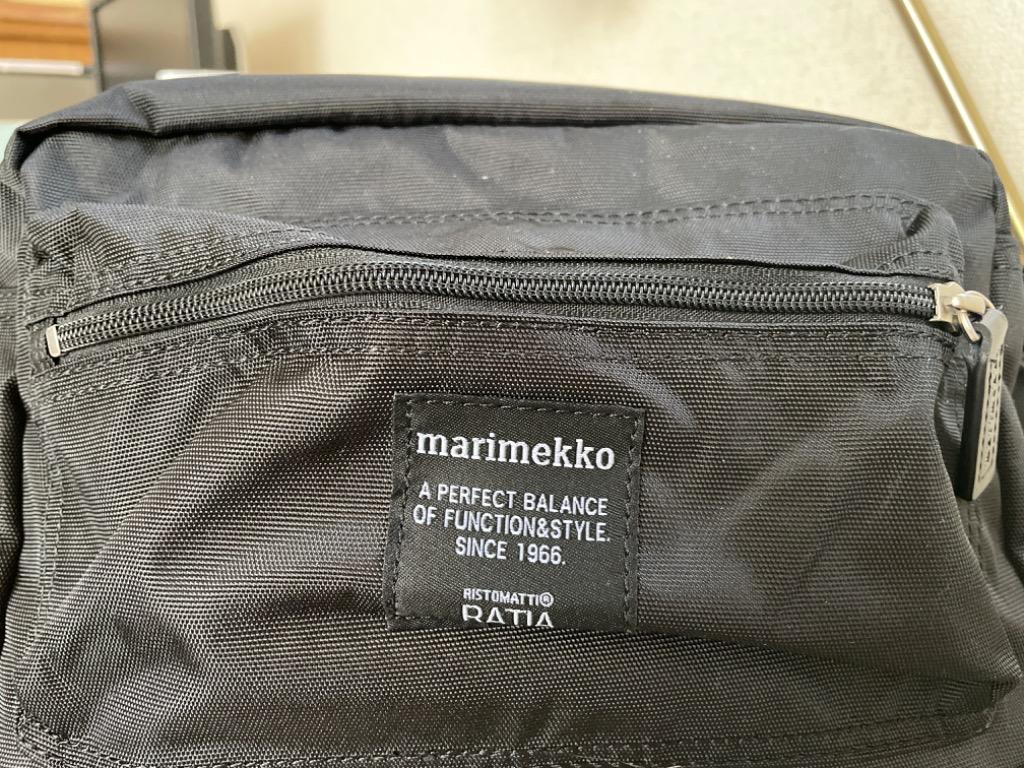 marimekko
A PERFECT BALANCE
OF FUNCTION&STYLE.
SINCE 1966.
RISTOMATTI®
RATIA